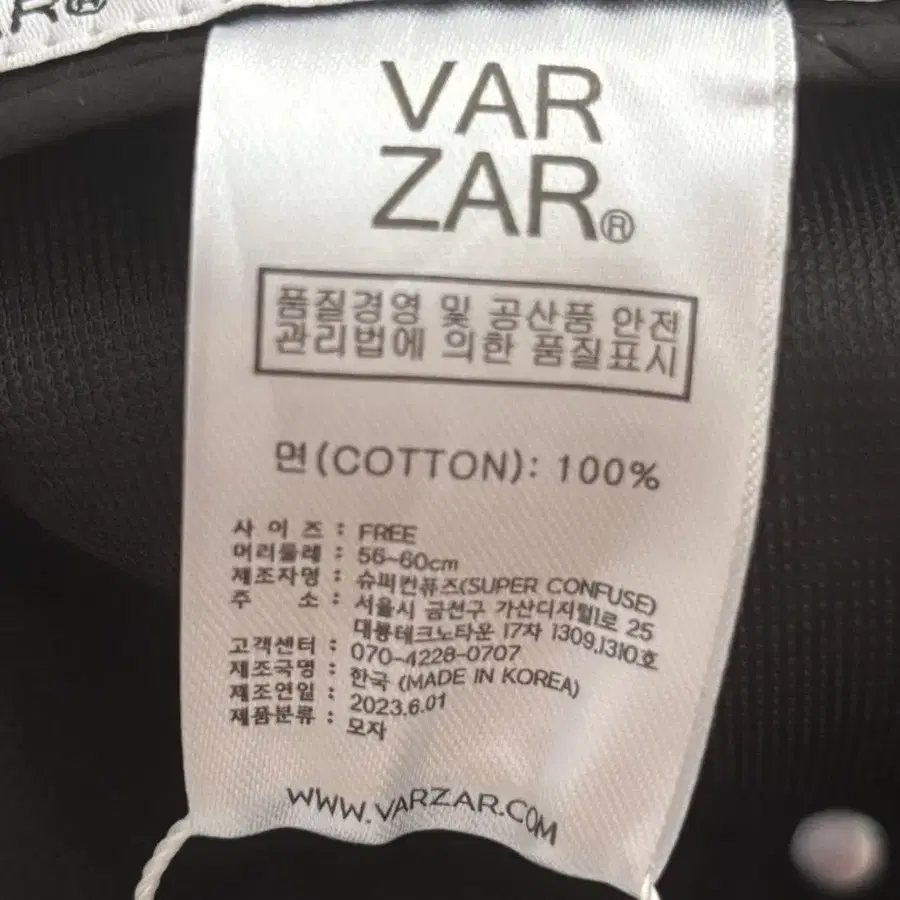 AR®
VAR
ZAR®
품질경영 및 공산품 안전
관리법에 의한 품질표시
면(COTTON): 100%
사 이 즈 : FREE
머리둘레 : 56~60cm
제조자명 : 슈퍼컨퓨즈(SUPER CONFUSE)
주 소 : 서울시 금천구 가산디지털1로 25
대룡테크노타운 17차 1309,1310호
고객센터 : 070-4228-0707
제조국명 : 한국 (MADE IN KOREA)
제조연일 : 2023.6.01
제품분류 : 모자
WWW.VARZAR.COM